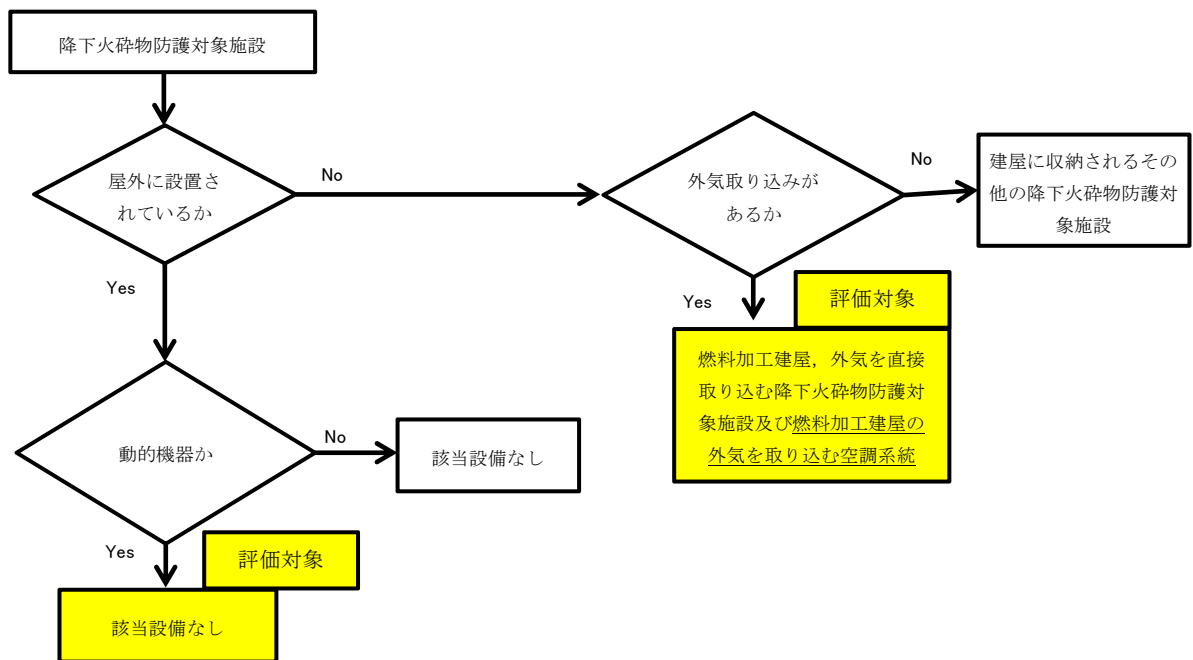 降下火砕物防護対象施設
屋外に設置さ
れているか
No
外気取り込みが
あるか
No
建屋に収納されるその
他の降下火砕物防護対
象施設
Yes
Yes
評価対象
燃料加工建屋，外気を直接
取り込む降下火砕物防護対
象施設及び燃料加工建屋の
外気を取り込む空調系統
動的機器か
No
該当設備なし
Yes
評価対象
該当設備なし